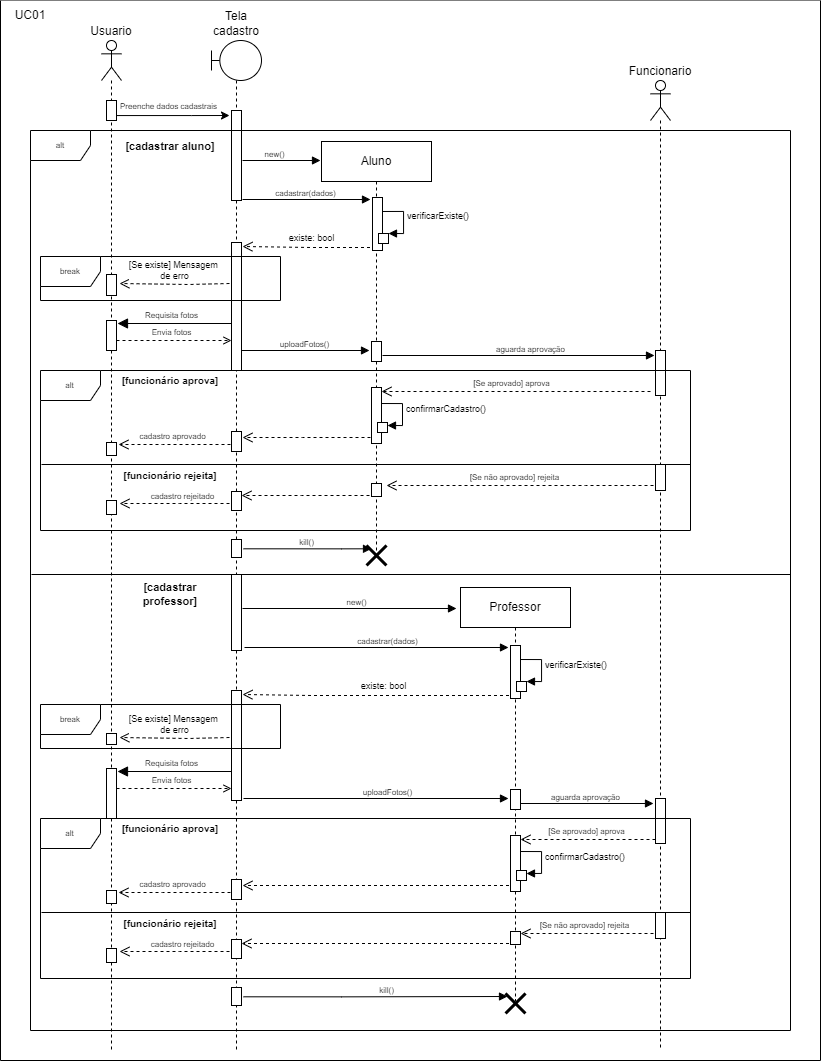 UC01
Usuario
Tela
cadastro
Funcionario
Preenche dados cadastrais
alt
[cadastrar aluno]
new()
Aluno
cadastrar(dados)
verificarExiste()
existe: bool
break
[Se existe] Mensagem
de erro
Requisita fotos
Envia fotos
uploadFotos()
aguarda aprovação
alt
[funcionário aprova]
[Se aprovado] aprova
confirmarCadastro()
cadastro aprovado
[funcionário rejeita]
[Se não aprovado] rejeita
cadastro rejeitado
kill()
[cadastrar
professor]
new()
Professor
cadastrar(dados)
verificarExiste()
existe: bool
break
[Se existe] Mensagem
de erro
Requisita fotos
Envia fotos
uploadFotos()
aguarda aprovação
alt
[funcionário aprova]
[Se aprovado] aprova
confirmarCadastro()
cadastro aprovado
[funcionário rejeita]
[Se não aprovado] rejeita
cadastro rejeitado
kill()